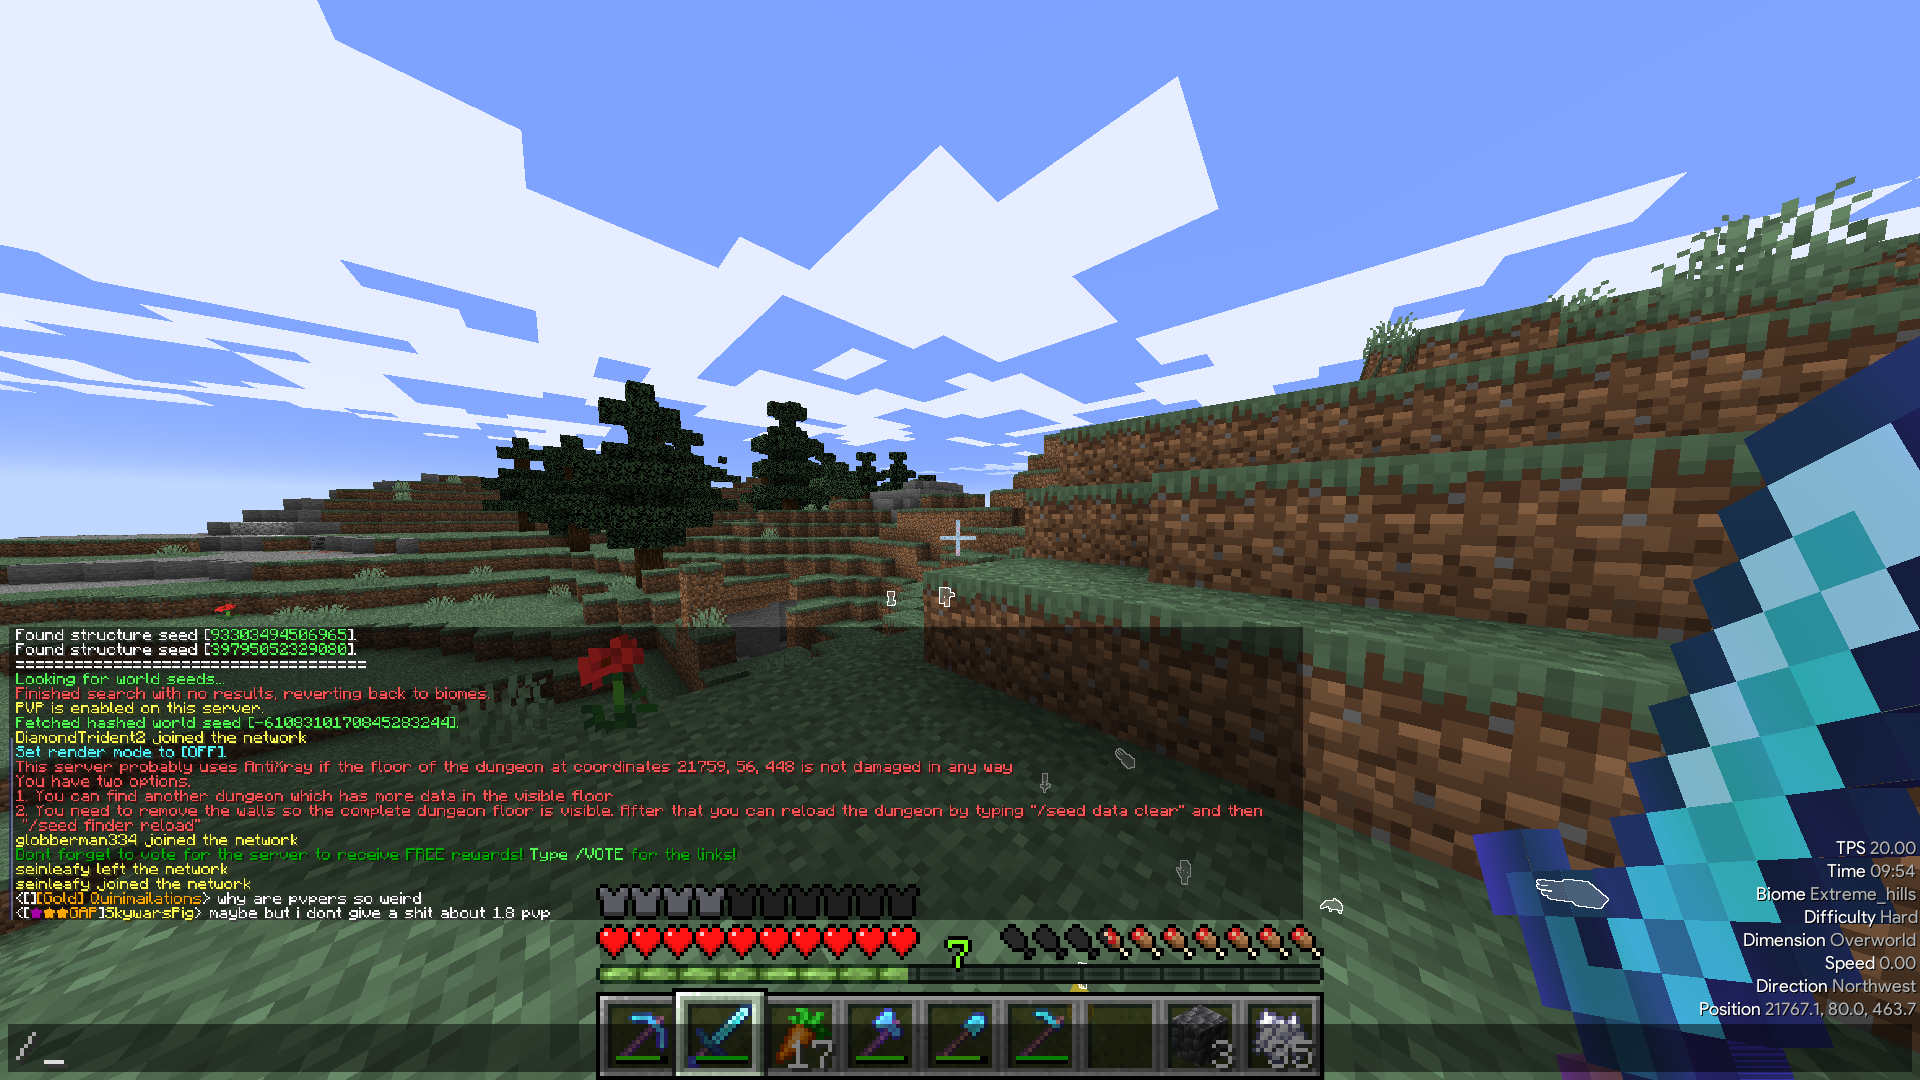 Found structure seed [93303494506965].
Found structure seed [39795052329080].
====================================
Looking for world seeds...
Finished search with no results, reverting back to biomes.
PVP is enabled on this server.
Fetched hashed world seed [-6108310170845283244].
DiamondTrident2 joined the network
Set render mode to [OFF].
This server probably uses AntiXray if the floor of the dungeon at coordinates 21759, 56, 448 is not damaged in any way
You have two options.
1. You can find another dungeon which has more data in the visible floor
2. You need to remove the walls so the complete dungeon floor is visible. After that you can reload the dungeon by typing "/seed data clear" and then
"/seed finder reload"
globberman334 joined the network
Dont forget to vote for the server to receive FREE rewards! Type /VOTE for the links!
seinleafy left the network
seinleafy joined the network
<[][Gold] Quinimailations> why are pvpers so weird
<[★★★GAP]SkywarsPig> maybe but i dont give a shit about 1.8 pvp
TPS 20.00
Time 09:54
Biome Extreme_hills
Difficulty Hard
Dimension Overworld
Speed 0.00
Direction Northwest
Position 21767.1, 80.0, 463.7
7
17
3
35
/_